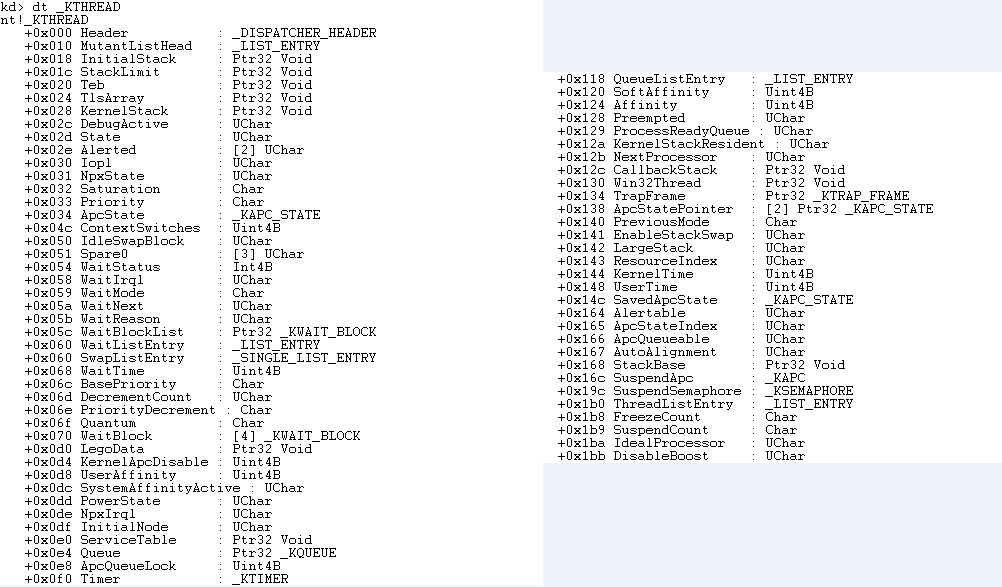 kd> dt _KTHREAD
nt!_KTHREAD
+0x000 Header : _DISPATCHER_HEADER
+0x010 MutantListHead : _LIST_ENTRY
+0x018 InitialStack : Ptr32 Void
+0x01c StackLimit : Ptr32 Void
+0x020 Teb : Ptr32 Void
+0x024 TlsArray : Ptr32 Void
+0x028 KernelStack : Ptr32 Void
+0x02c DebugActive : UChar
+0x02d State : UChar
+0x02e Alerted : [2] UChar
+0x030 Iopl : UChar
+0x031 NpxState : UChar
+0x032 Saturation : Char
+0x033 Priority : Char
+0x034 ApcState : _KAPC_STATE
+0x04c ContextSwitches : Uint4B
+0x050 IdleSwapBlock : UChar
+0x051 Spare0 : [3] UChar
+0x054 WaitStatus : Int4B
+0x058 WaitIrql : UChar
+0x059 WaitMode : Char
+0x05a WaitNext : UChar
+0x05b WaitReason : UChar
+0x05c WaitBlockList : Ptr32 _KWAIT_BLOCK
+0x060 WaitListEntry : _LIST_ENTRY
+0x060 SwapListEntry : _SINGLE_LIST_ENTRY
+0x068 WaitTime : Uint4B
+0x06c BasePriority : Char
+0x06d DecrementCount : UChar
+0x06e PriorityDecrement : Char
+0x06f Quantum : Char
+0x070 WaitBlock : [4] _KWAIT_BLOCK
+0x0d0 LegoData : Ptr32 Void
+0x0d4 KernelApcDisable : Uint4B
+0x0d8 UserAffinity : Uint4B
+0x0dc SystemAffinityActive : UChar
+0x0dd PowerState : UChar
+0x0de NpxIrql : UChar
+0x0df InitialNode : UChar
+0x0e0 ServiceTable : Ptr32 Void
+0x0e4 Queue : Ptr32 _KQUEUE
+0x0e8 ApcQueueLock : Uint4B
+0x0f0 Timer : _KTIMER
+0x118 QueueListEntry : _LIST_ENTRY
+0x120 SoftAffinity : Uint4B
+0x124 Affinity : Uint4B
+0x128 Preempted : UChar
+0x129 ProcessReadyQueue : UChar
+0x12a KernelStackResident : UChar
+0x12b NextProcessor : UChar
+0x12c CallbackStack : Ptr32 Void
+0x130 Win32Thread : Ptr32 Void
+0x134 TrapFrame : Ptr32 _KTRAP_FRAME
+0x138 ApcStatePointer : [2] Ptr32 _KAPC_STATE
+0x140 PreviousMode : Char
+0x141 EnableStackSwap : UChar
+0x142 LargeStack : UChar
+0x143 ResourceIndex : UChar
+0x144 KernelTime : Uint4B
+0x148 UserTime : Uint4B
+0x14c SavedApcState : _KAPC_STATE
+0x164 Alertable : UChar
+0x165 ApcStateIndex : UChar
+0x166 ApcQueueable : UChar
+0x167 AutoAlignment : UChar
+0x168 StackBase : Ptr32 Void
+0x16c SuspendApc : _KAPC
+0x19c SuspendSemaphore : _KSEMAPHORE
+0x1b0 ThreadListEntry : _LIST_ENTRY
+0x1b8 FreezeCount : Char
+0x1b9 SuspendCount : Char
+0x1ba IdealProcessor : UChar
+0x1bb DisableBoost : UChar